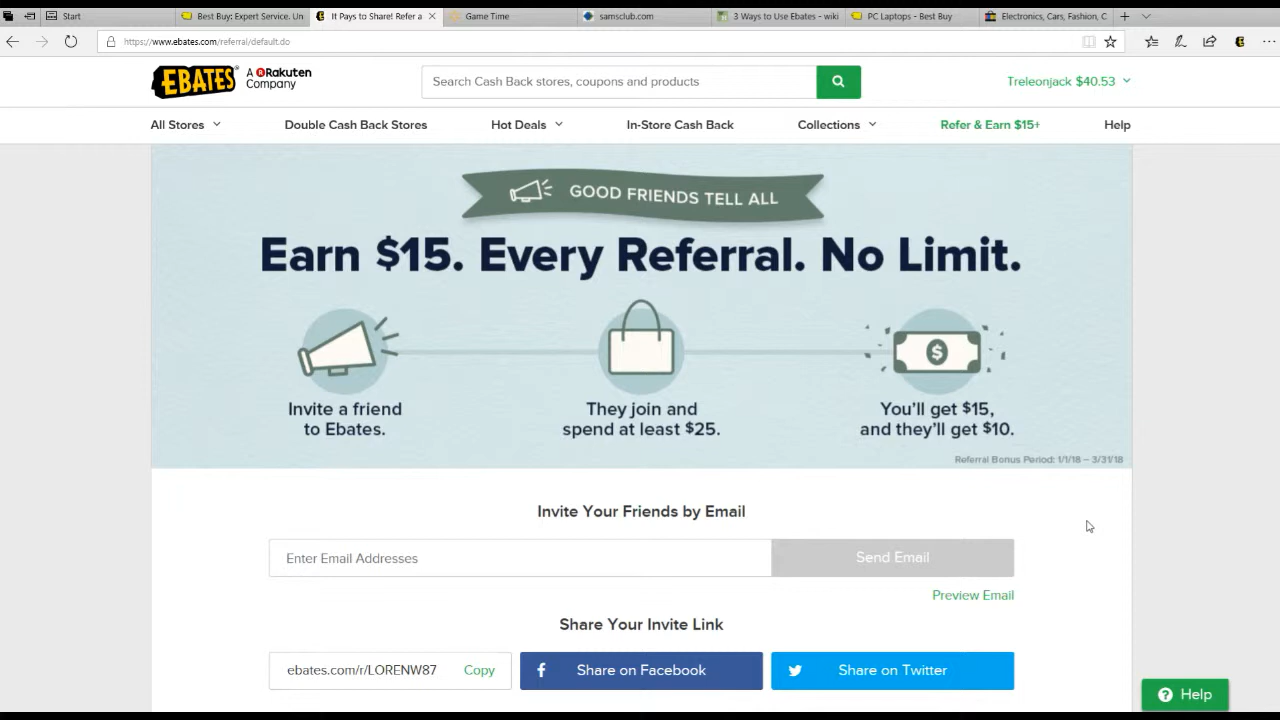 Start
Best Buy: Expert Service, Un
It Pays to Share! Refer a
Game Time
samsclub.com
3 Ways to Use Ebates - wiki
PC Laptops - Best Buy
Electronics, Cars, Fashion, C
https://www.ebates.com/referral/default.do
EBATES
A Rakuten
Company
Search Cash Back stores, coupons and products
Treleonjack $40.53
All Stores
Double Cash Back Stores
Hot Deals
In-Store Cash Back
Collections
Refer & Earn $15+
Help
GOOD FRIENDS TELL ALL
Earn $15. Every Referral. No Limit.
Invite a friend
to Ebates.
They join and
spend at least $25.
You'll get $15,
and they'll get $10.
Referral Bonus Period: 1/1/18 – 3/31/18
Invite Your Friends by Email
Enter Email Addresses
Send Email
Preview Email
Share Your Invite Link
ebates.com/r/LORENW87
Copy
Share on Facebook
Share on Twitter
Help